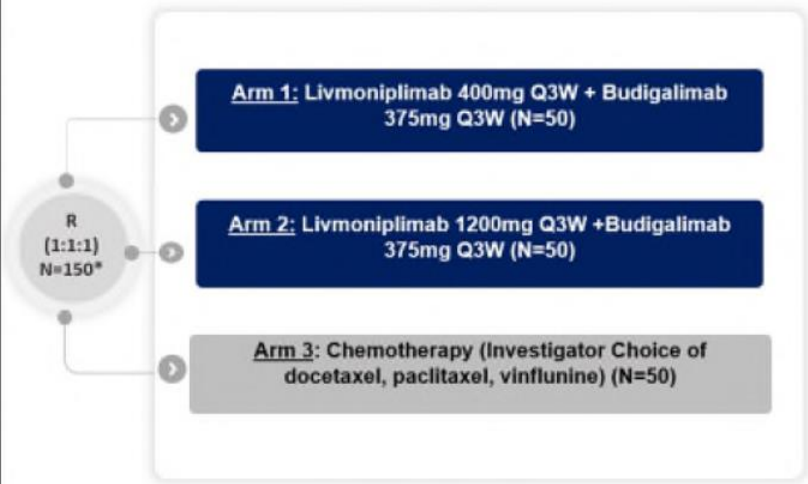 Arm 1: Livmoniplimab 400mg Q3W + Budigalimab
375mg Q3W (N=50)
R
(1:1:1)
N=150*
Arm 2: Livmoniplimab 1200mg Q3W +Budigalimab
375mg Q3W (N=50)
Arm 3: Chemotherapy (Investigator Choice of
docetaxel, paclitaxel, vinflunine) (N=50)